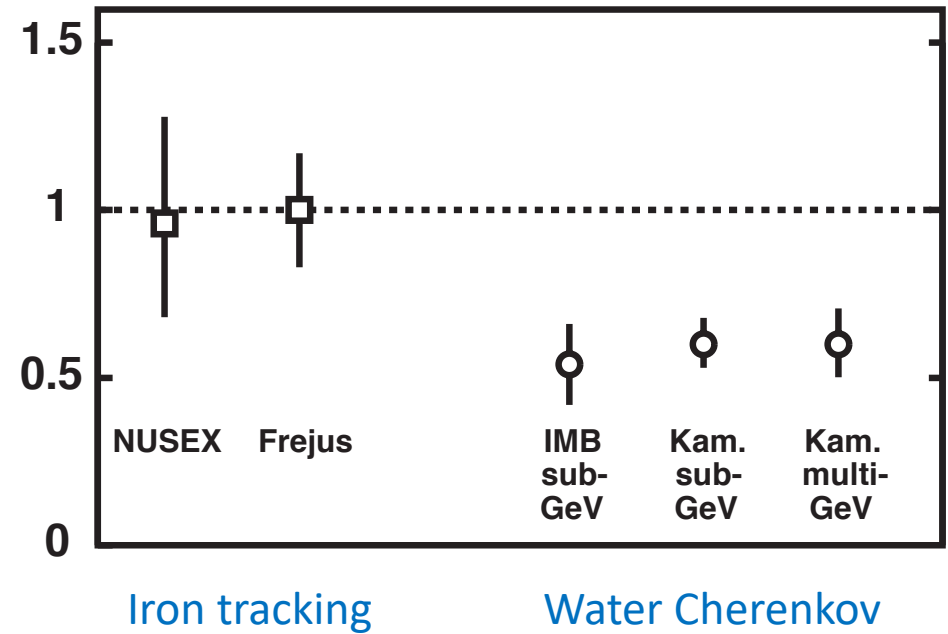 1.5
1
0.5
0
NUSEX Frejus
IMB
sub-
GeV
Kam.
sub-
GeV
Kam.
multi-
GeV
Iron tracking
Water Cherenkov